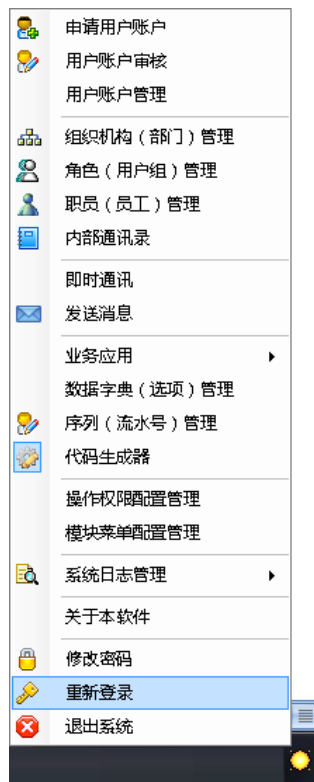 申请用户账户
用户账户审核
用户账户管理
组织机构（部门）管理
角色（用户组）管理
职员（员工）管理
内部通讯录
即时通讯
发送消息
业务应用
数据字典（选项）管理
序列（流水号）管理
代码生成器
操作权限配置管理
模块菜单配置管理
系统日志管理
关于本软件
修改密码
重新登录
退出系统